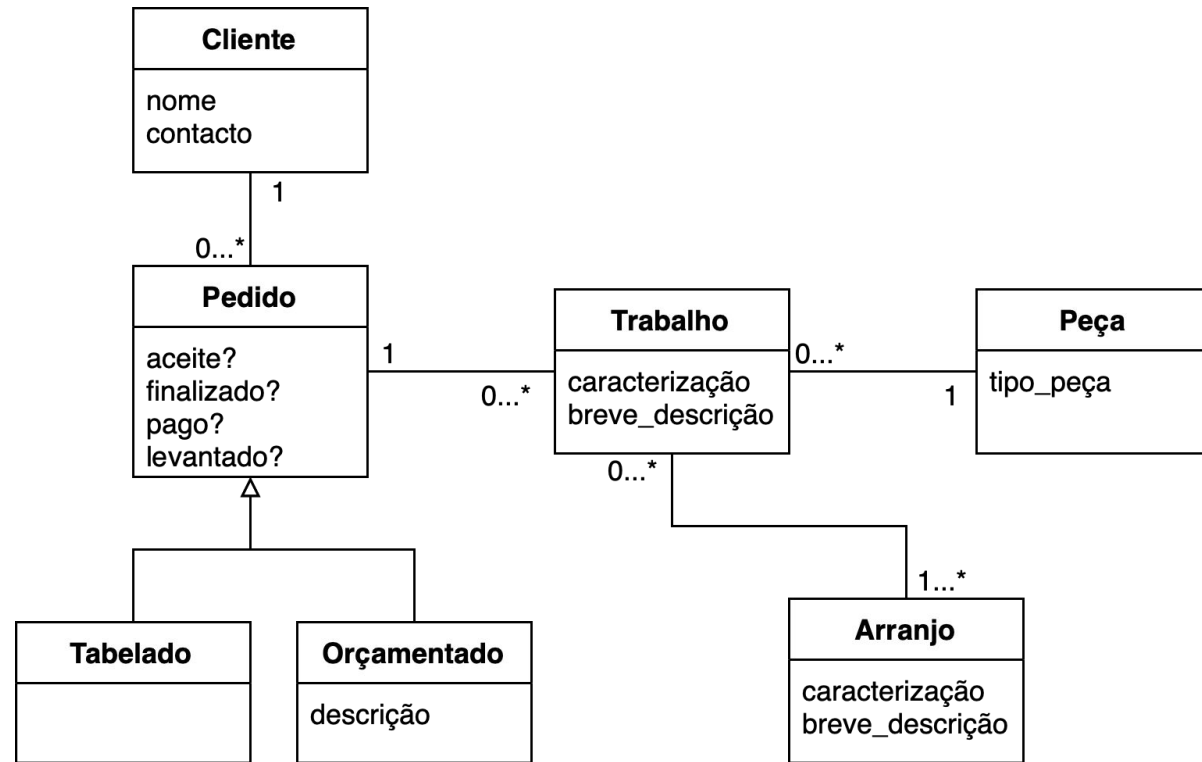 Cliente
nome
contacto
1
0...*
Pedido
aceite?
finalizado?
pago?
levantado?
1
0...*
Trabalho
caracterização
breve_descrição
0...*
1
Peça
tipo_peça
0...*
1...*
Arranjo
caracterização
breve_descrição
Tabelado
Orçamentado
descrição